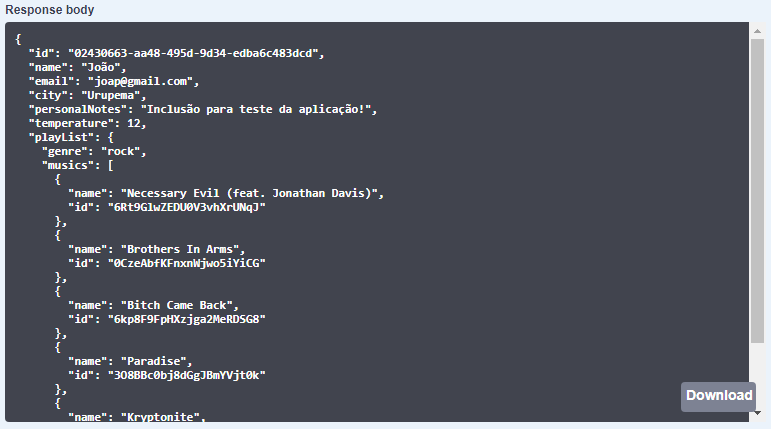 Response body
{
"id": "02430663-aa48-495d-9d34-edba6c483dcd",
"name": "João",
"email": "joap@gmail.com",
"city": "Urupema",
"personalNotes": "Inclusão para teste da aplicação!",
"temperature": 12,
"playList": {
"genre": "rock",
"musics": [
{
"name": "Necessary Evil (feat. Jonathan Davis)",
"id": "6Rt9GlwZEDU0V3vhXrUNqJ"
},
{
"name": "Brothers In Arms",
"id": "0CzeAbfKFnxnWjwo5iYiCG"
},
{
"name": "Bitch Came Back",
"id": "6kp8F9FpHXzjga2MeRDSG8"
},
{
"name": "Paradise",
"id": "3O8BBc0bj8dGgJBmYVjt0k"
},
{
"name": "Kryptonite",
Download